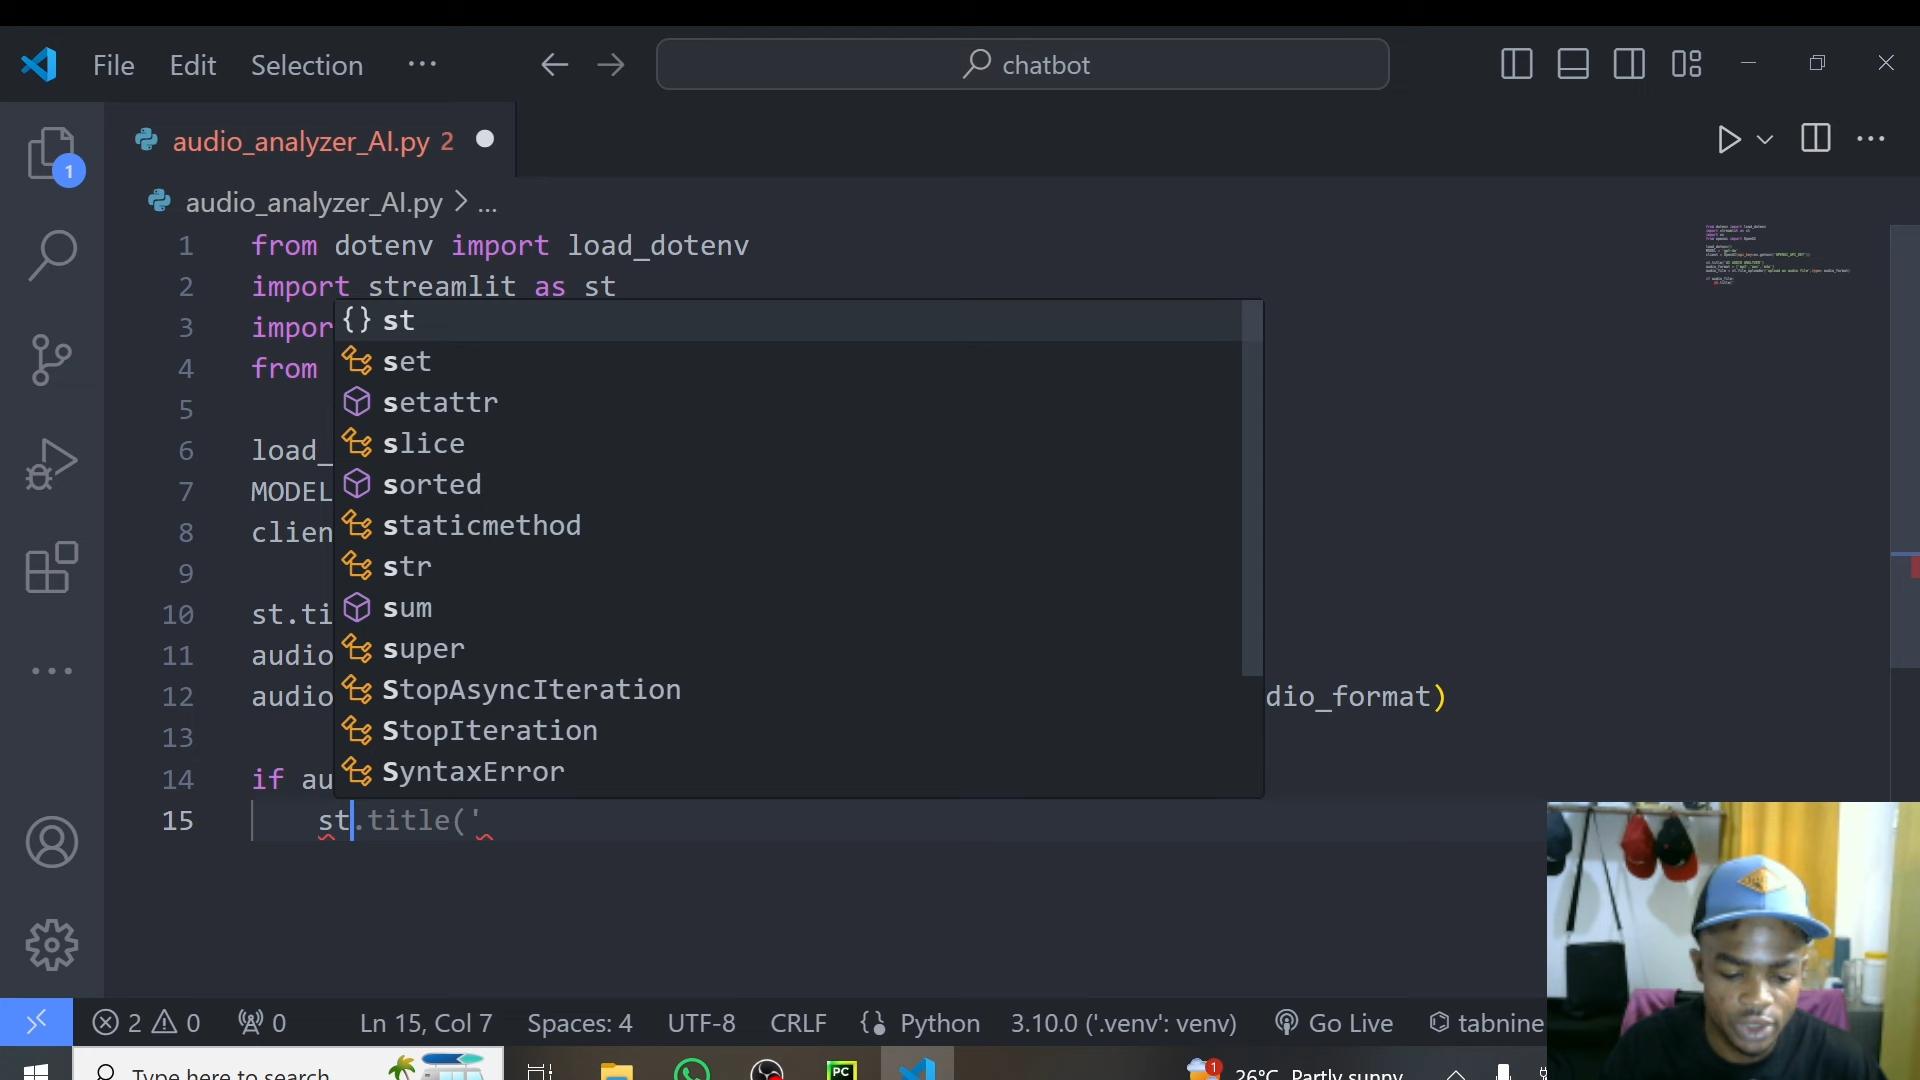 File Edit Selection ...
chatbot
audio_analyzer_AI.py 2
1
audio_analyzer_AI.py > ...
1 from dotenv import load_dotenv
2 import streamlit as st
3 impor
4 from
5
6 load_
7 MODEL
8 clien
9
10 st.ti
11 audio
12 audio dio_format)
13
14 if au
15 st.title('
st
set
setattr
slice
sorted
staticmethod
str
sum
super
StopAsyncIteration
StopIteration
SyntaxError
2 0 0 Ln 15, Col 7 Spaces: 4 UTF-8 CRLF Python 3.10.0 ('.venv': venv) Go Live tabnine
Type here to search PC 1 26°C Partly sunny